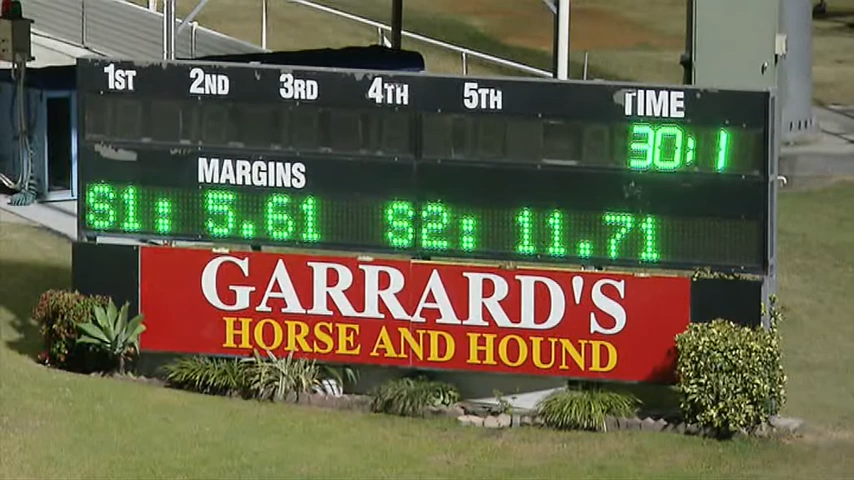 1ST 2ND 3RD 4TH 5TH TIME
30:1
MARGINS
S1: 5.61 S2: 11.71
GARRARD'S
HORSE AND HOUND